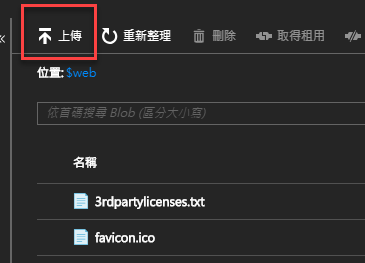 上傳 重新整理 刪除 取得租用
位置: $web
依首碼搜尋 Blob (區分大小寫)
名稱
3rdpartylicenses.txt
favicon.ico